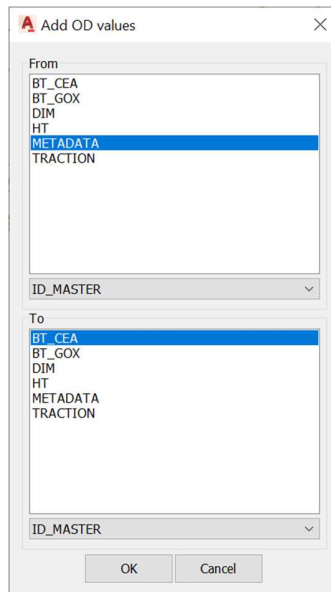 Add OD values
From
BT_CEA
BT_GOX
DIM
HT
METADATA
TRACTION
ID_MASTER
To
BT_CEA
BT_GOX
DIM
HT
METADATA
TRACTION
ID_MASTER
OK Cancel